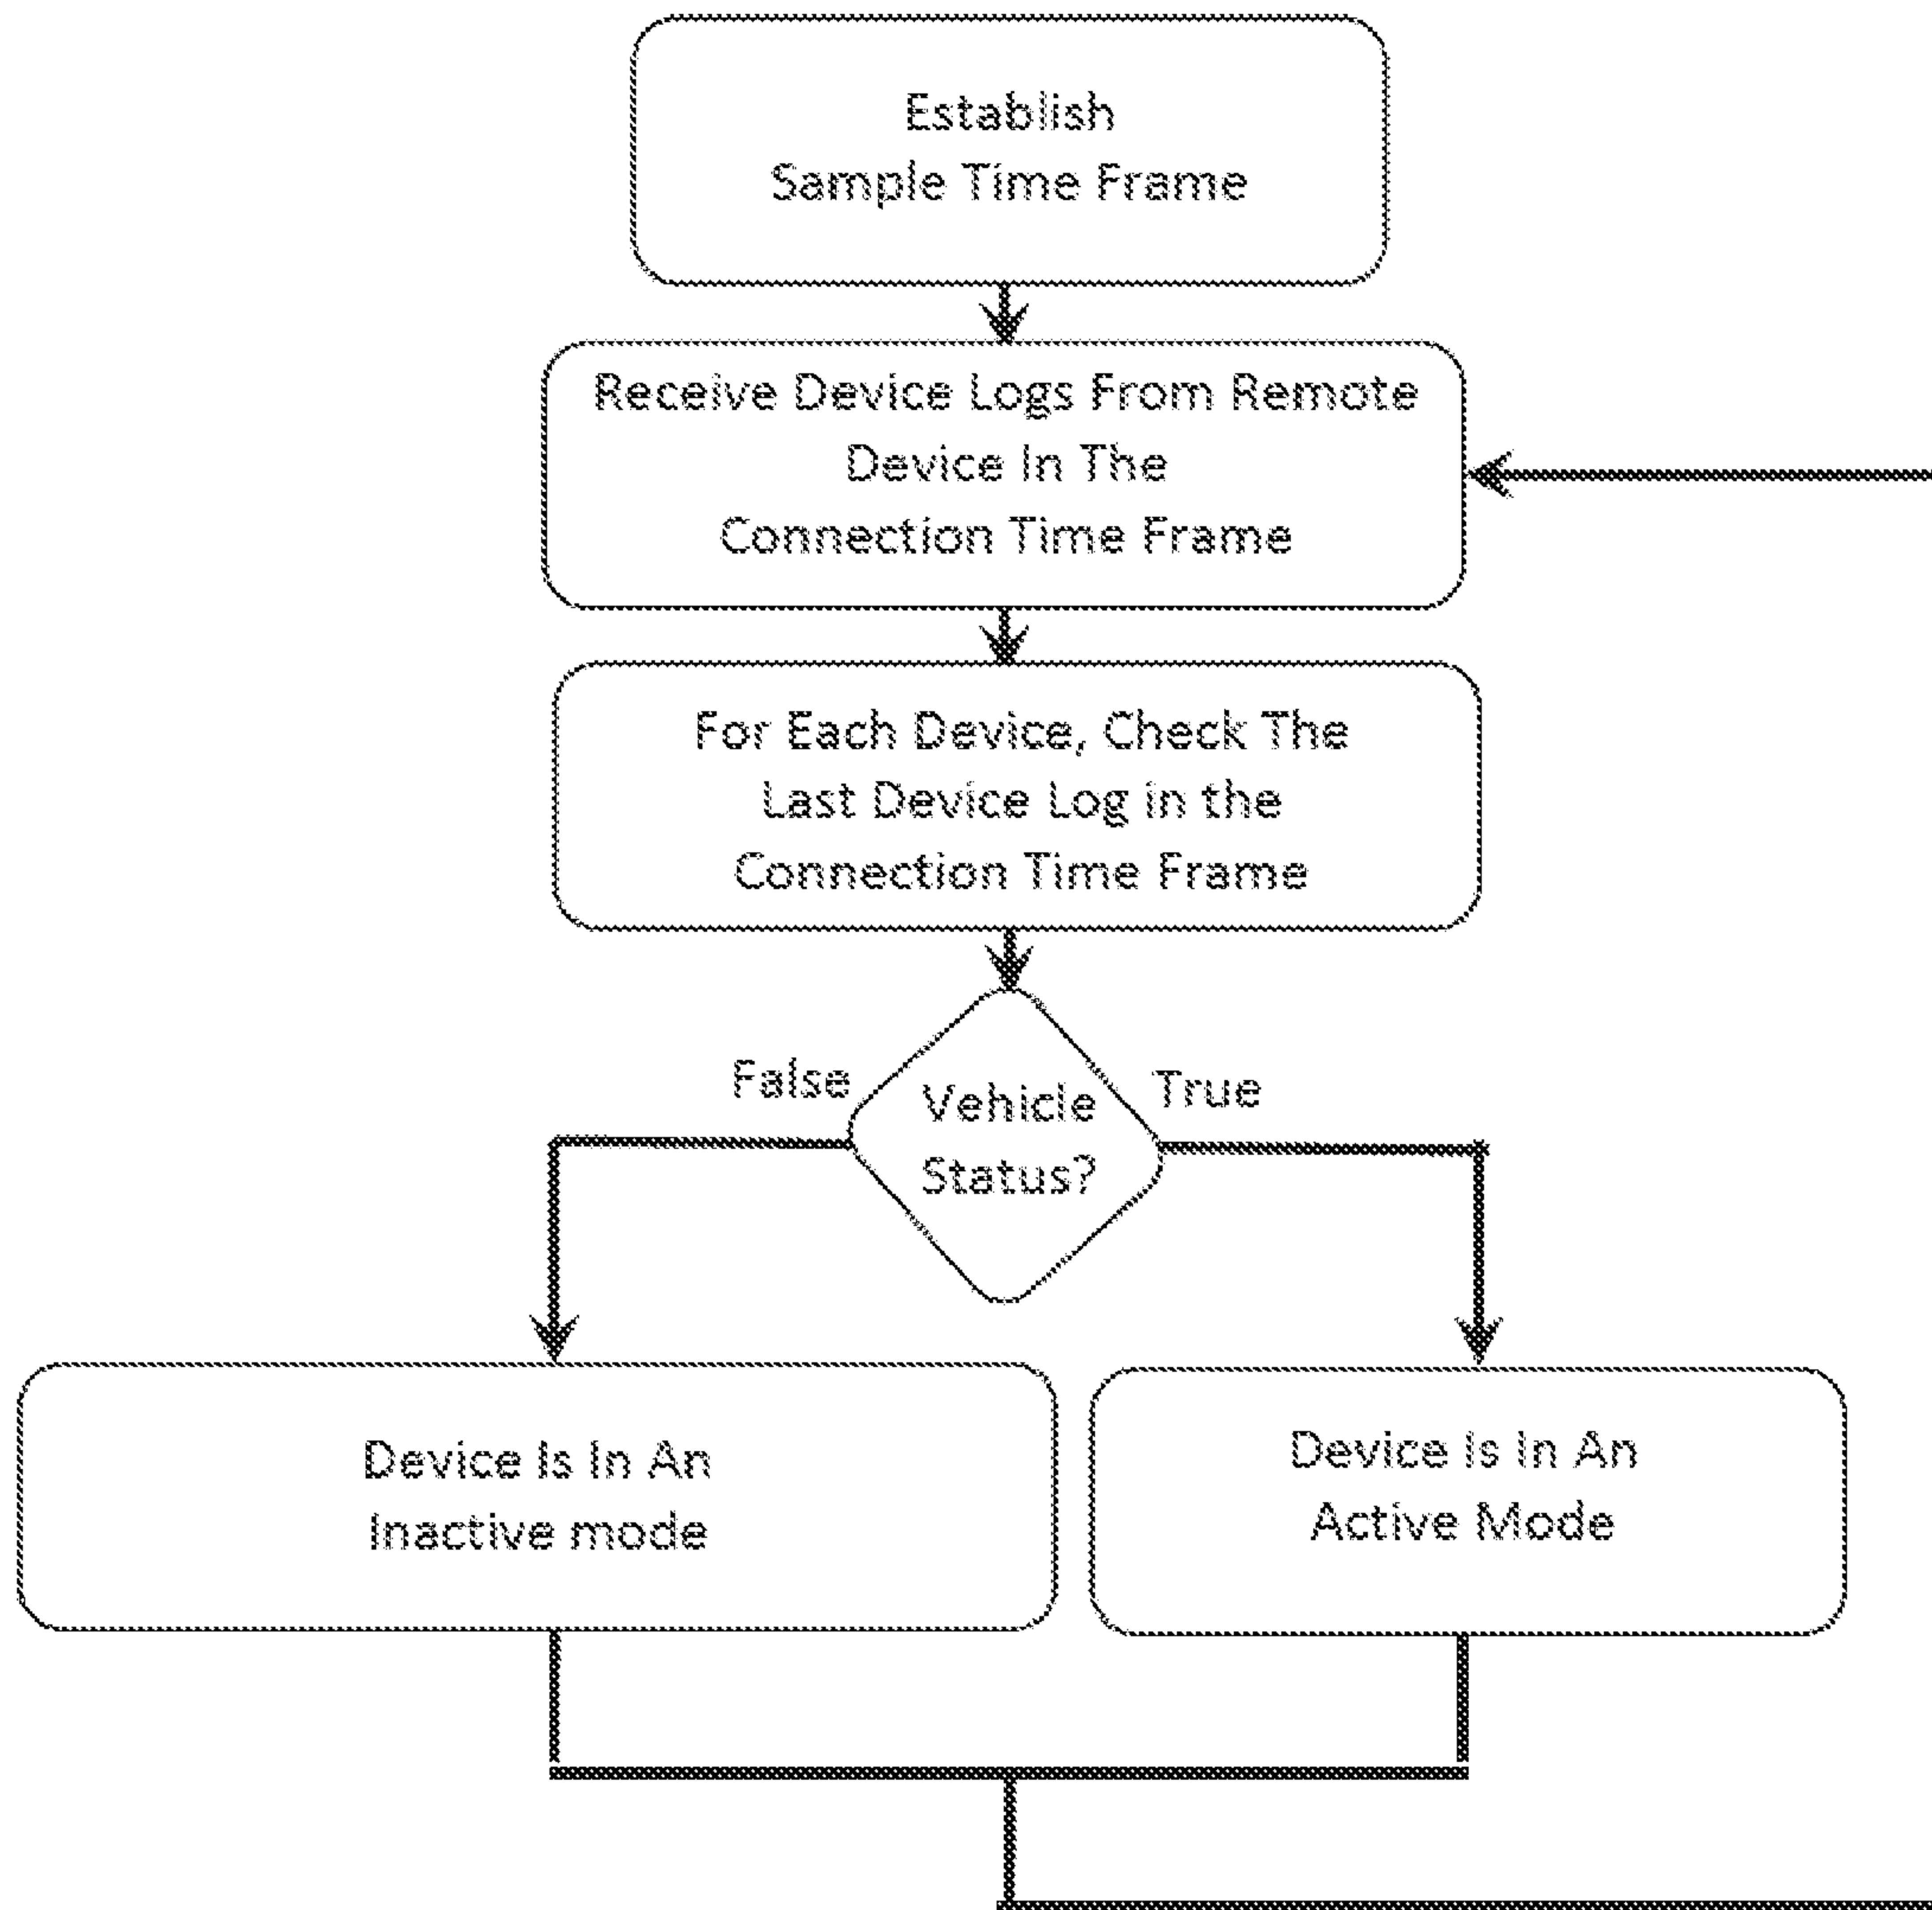 Establish
Sample Time Frame
Receive Device Logs From Remote
Device In The
Connection Time Frame
For Each Device, Check The
Last Device Log in the
Connection Time Frame
False
True
Vehicle
Status?
Device Is In An
Inactive mode
Device Is In An
Active Mode